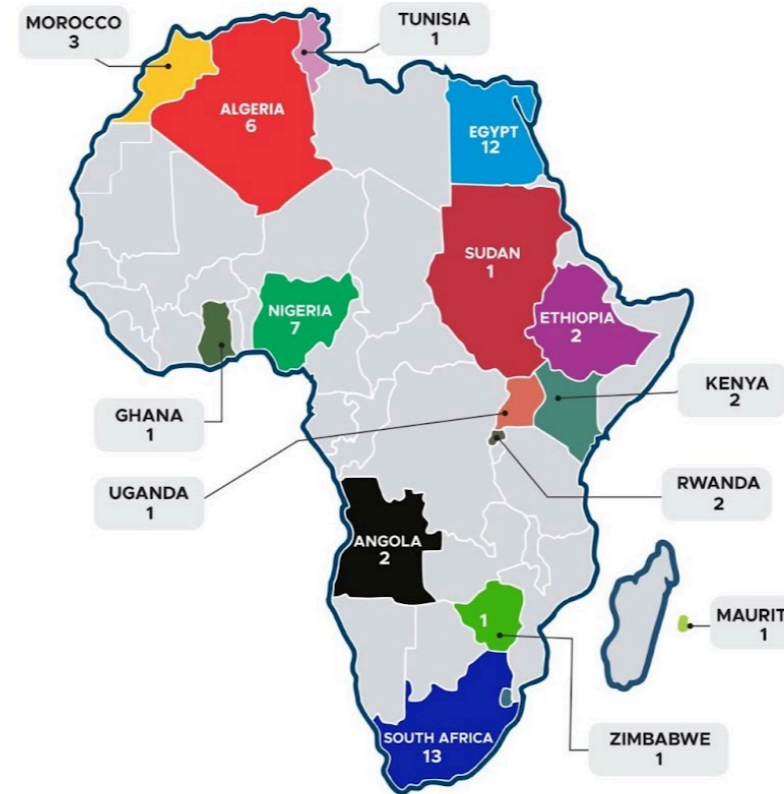 MOROCCO
3
TUNISIA
1
ALGERIA
6
EGYPT
12
SUDAN
1
NIGERIA
7
ETHIOPIA
2
KENYA
2
GHANA
1
UGANDA
1
RWANDA
2
ANGOLA
2
1
MAURIT
1
SOUTH AFRICA
13
ZIMBABWE
1